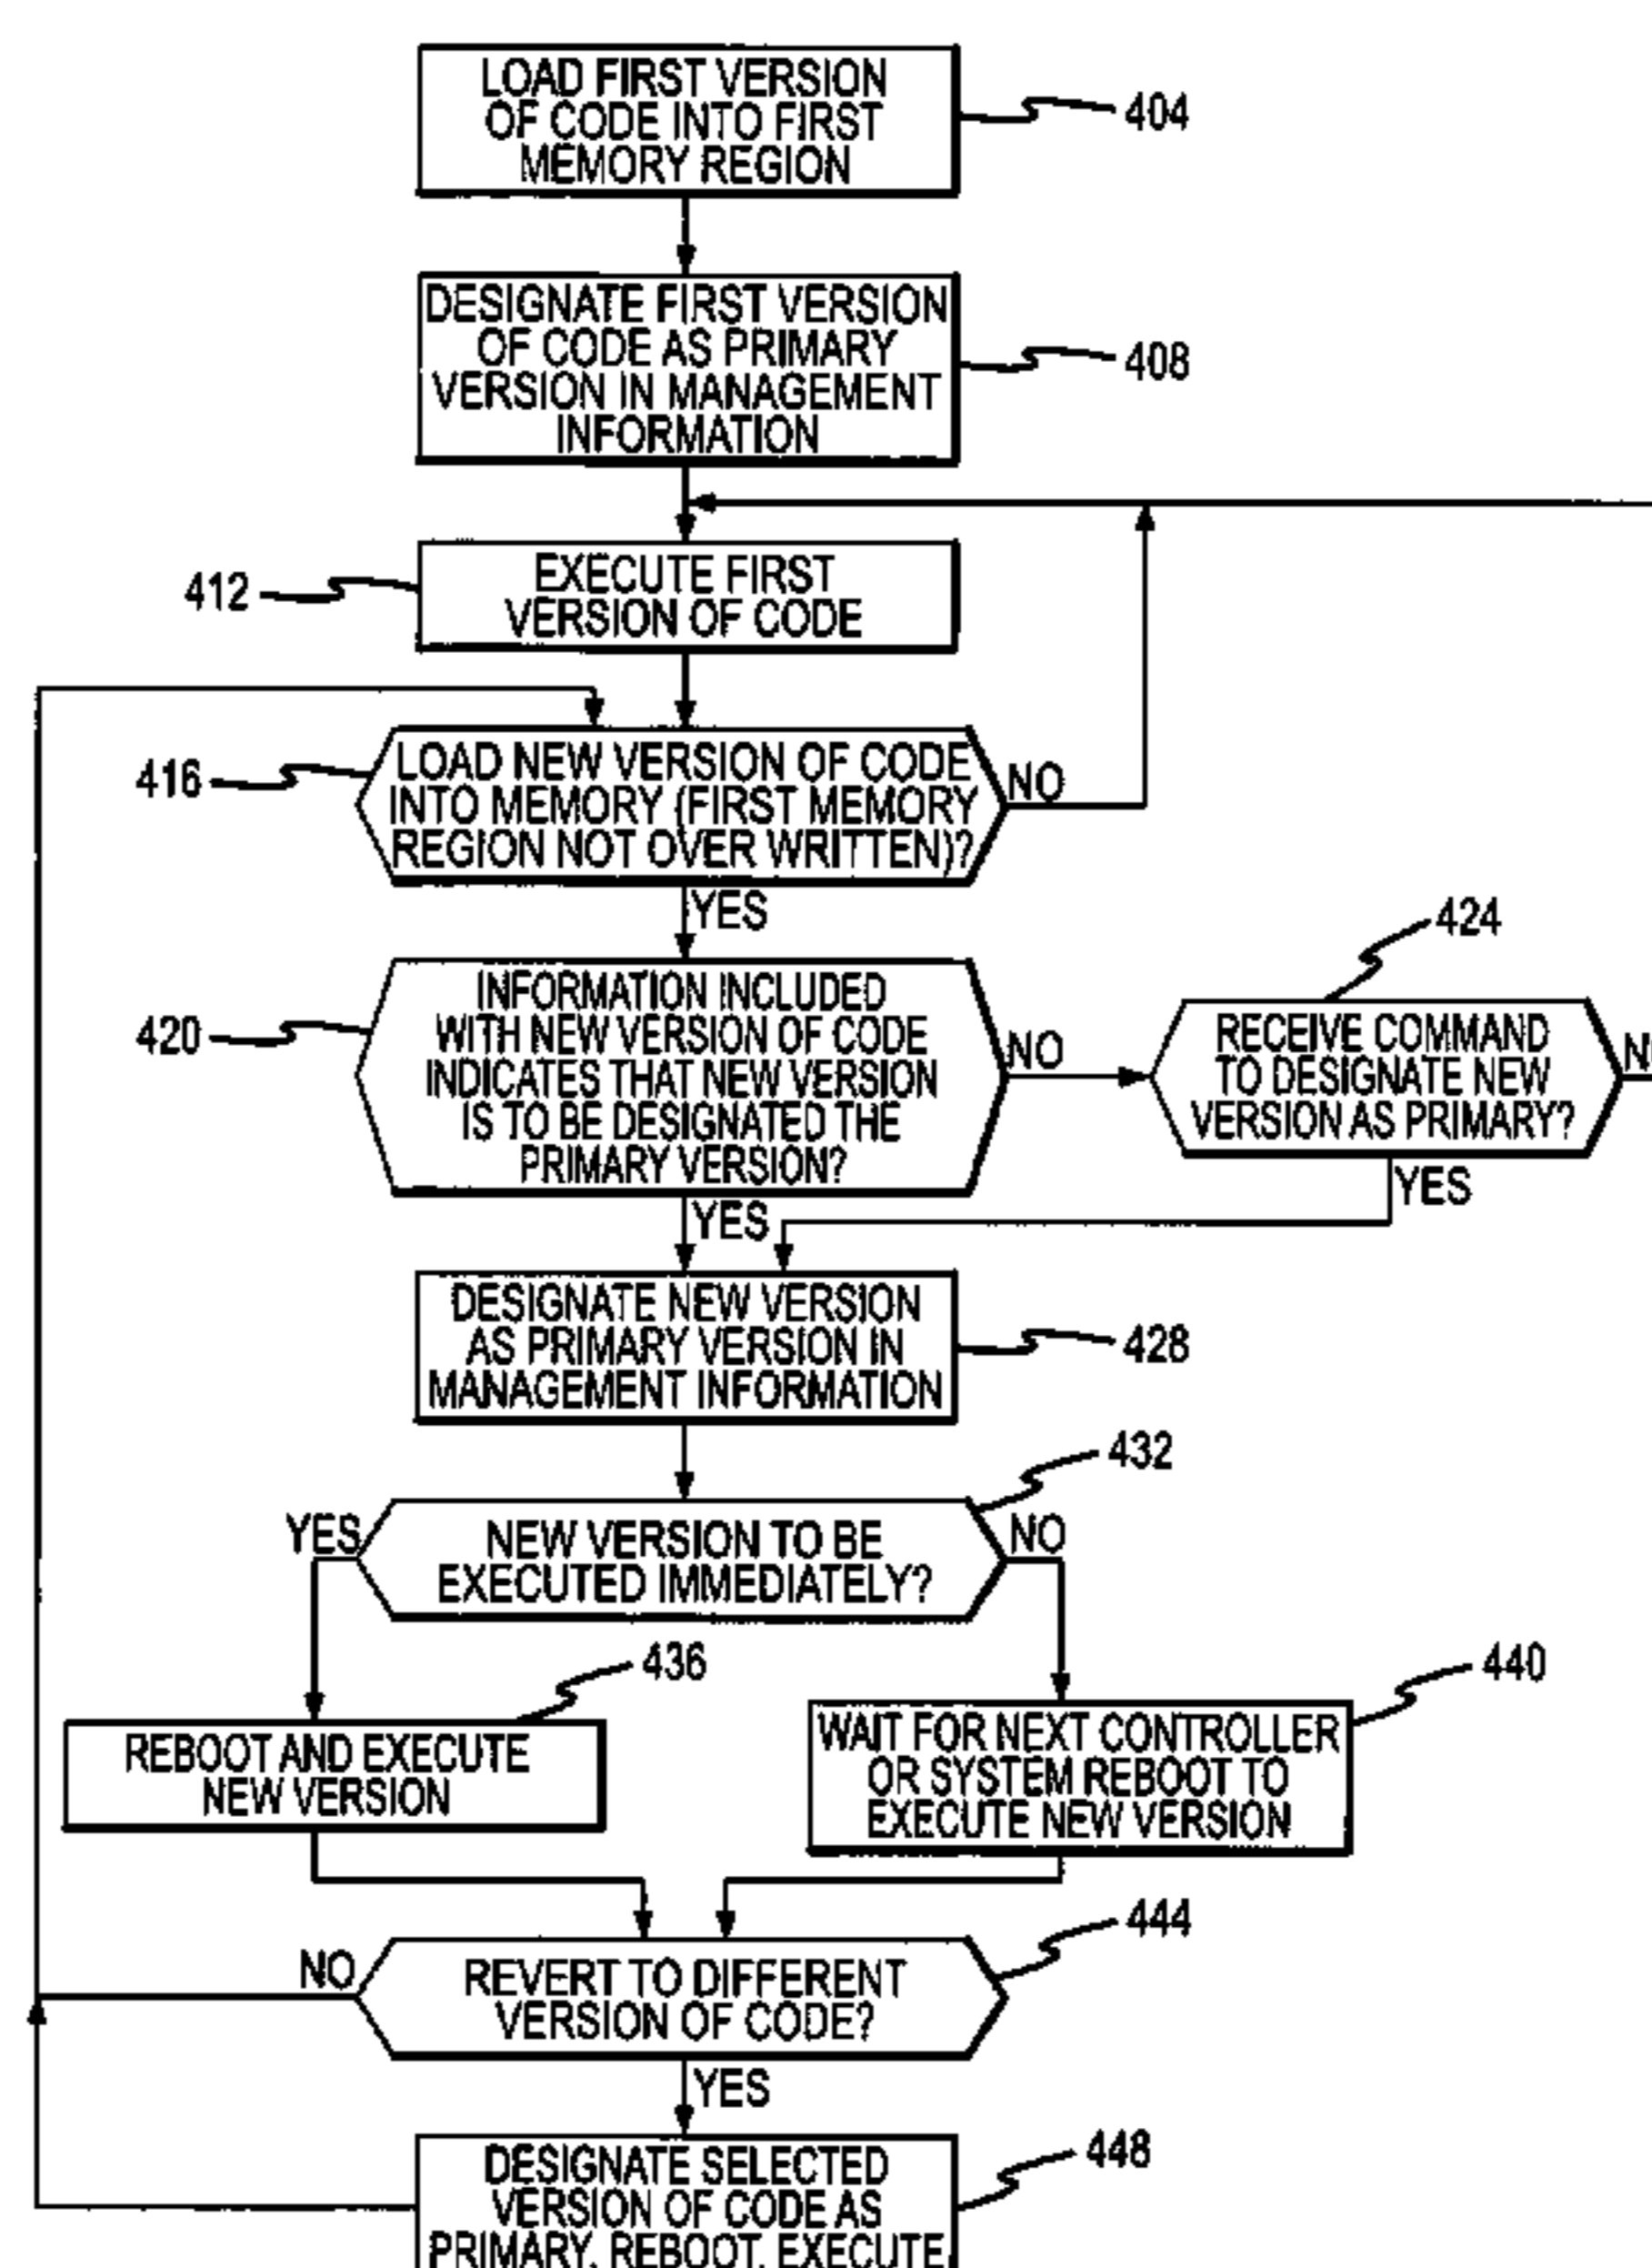 LOAD FIRST VERSION
OF CODE INTO FIRST
MEMORY REGION
404
DESIGNATE FIRST VERSION
OF CODE AS PRIMARY
VERSION IN MANAGEMENT
INFORMATION
408
EXECUTE FIRST
VERSION OF CODE
412
LOAD NEW VERSION OF CODE
INTO MEMORY (FIRST MEMORY
REGION NOT OVER WRITTEN)?
416
NO
YES
INFORMATION INCLUDED
WITH NEW VERSION OF CODE
INDICATES THAT NEW VERSION
IS TO BE DESIGNATED THE
PRIMARY VERSION?
420
NO
YES
424
RECEIVE COMMAND
TO DESIGNATE NEW
VERSION AS PRIMARY?
YES
DESIGNATE NEW VERSION
AS PRIMARY VERSION IN
MANAGEMENT INFORMATION
428
432
NEW VERSION TO BE
EXECUTED IMMEDIATELY?
YES
NO
436
REBOOT AND EXECUTE
NEW VERSION
440
WAIT FOR NEXT CONTROLLER
OR SYSTEM REBOOT TO
EXECUTE NEW VERSION
444
REVERT TO DIFFERENT
VERSION OF CODE?
NO
YES
448
DESIGNATE SELECTED
VERSION OF CODE AS
PRIMARY, REBOOT, EXECUTE